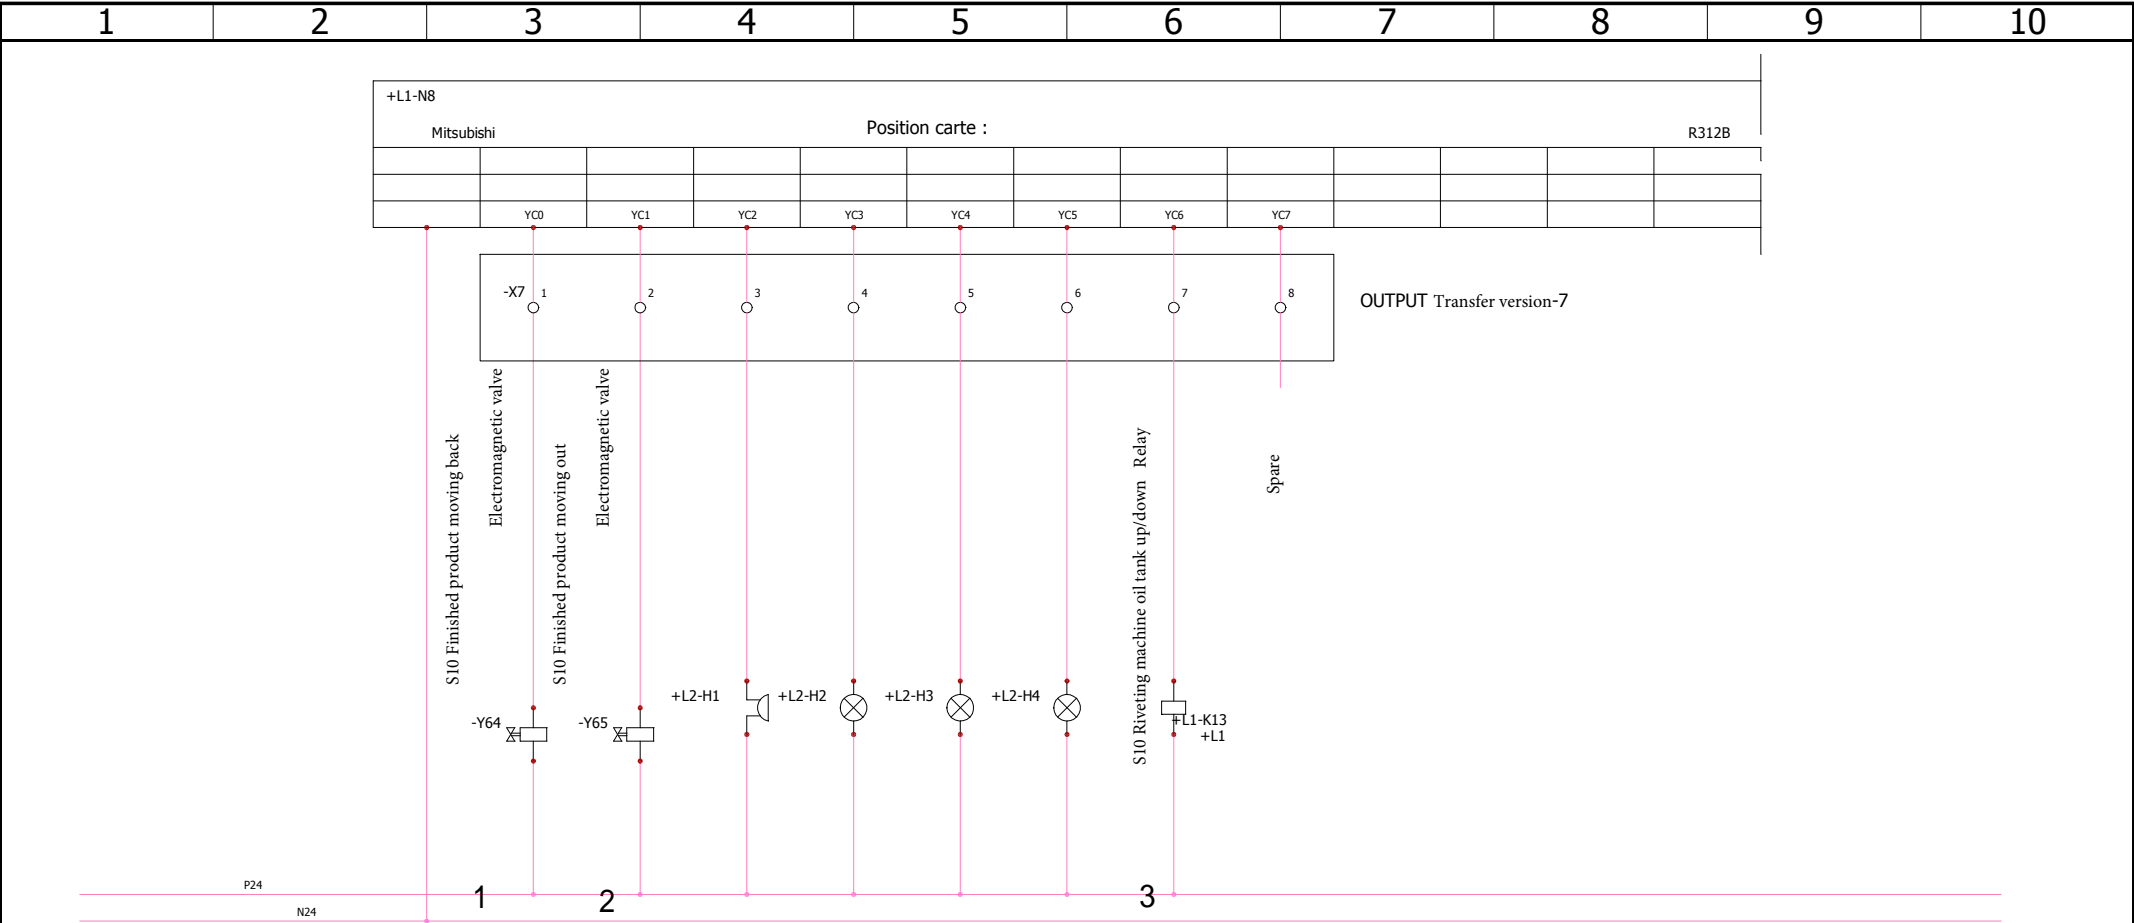 1 2 3 4 5 6 7 8 9 10
+L1-N8
Mitsubishi Position carte : R312B
YC0 YC1 YC2 YC3 YC4 YC5 YC6 YC7
-X7 1 2 3 4 5 6 7 8
OUTPUT Transfer version-7
S10 Finished product moving back
Electromagnetic valve
S10 Finished product moving out
Electromagnetic valve
S10 Riveting machine oil tank up/down Relay
Spare
-Y64
-Y65
+L2-H1
+L2-H2
+L2-H3
+L2-H4
+L1-K13
+L1
P24
N24
1 2 3